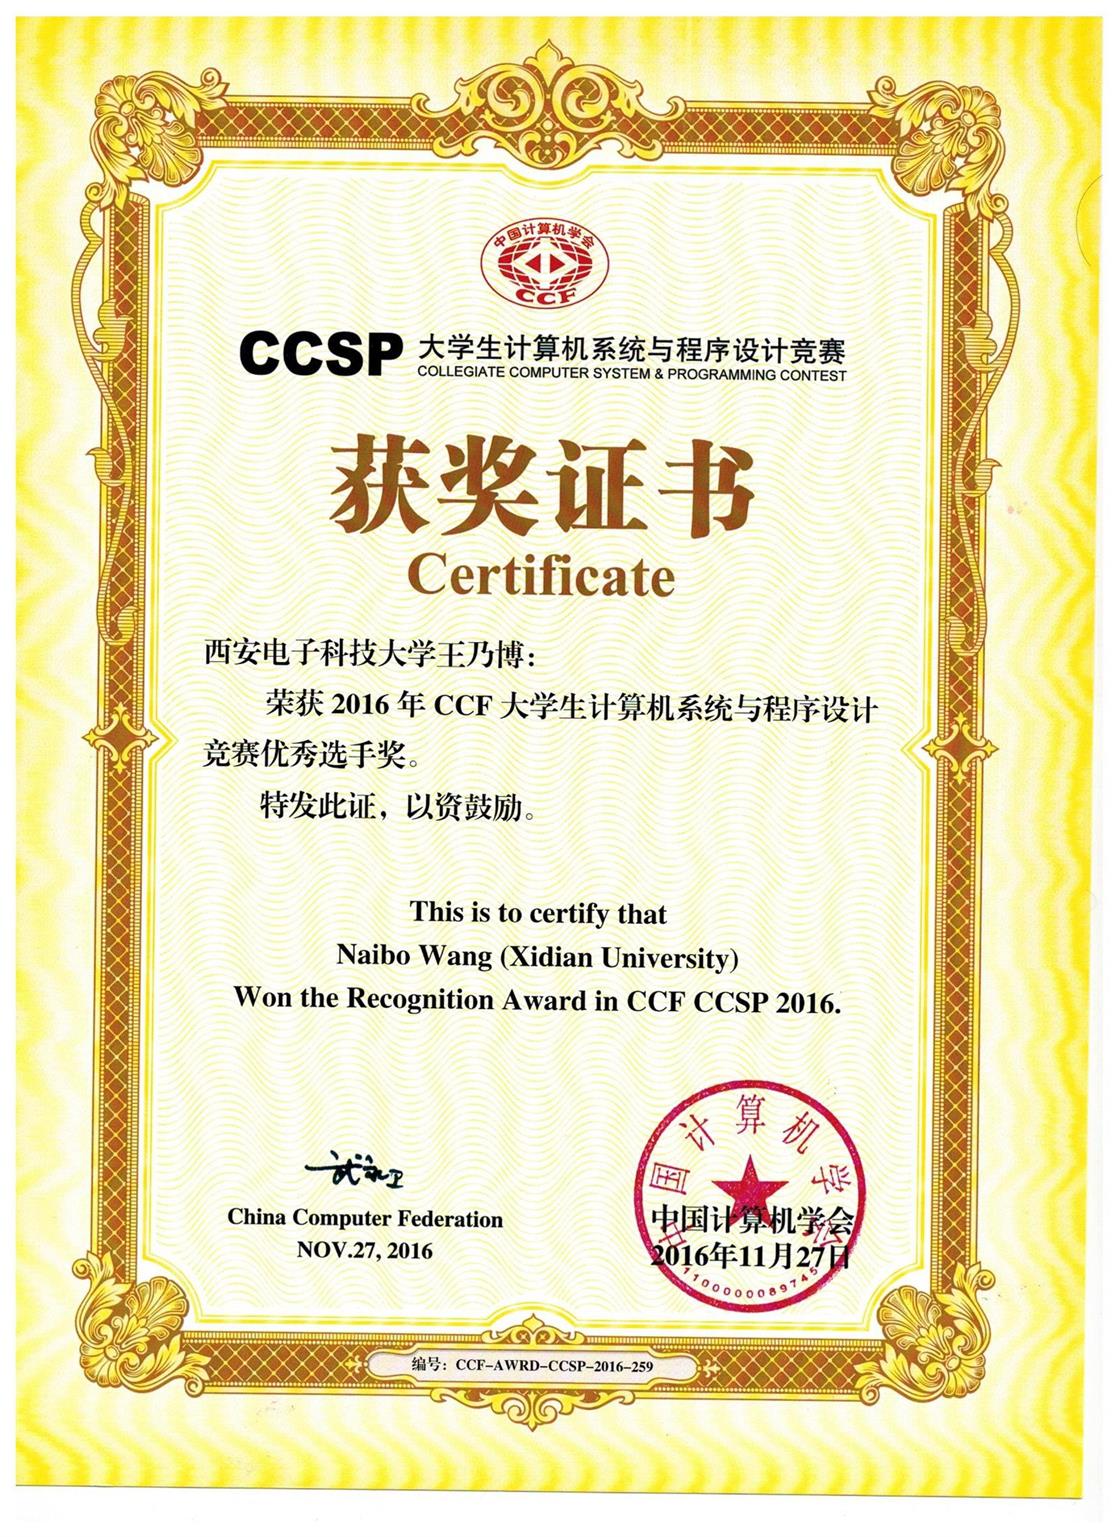 中国计算机学会
CCF
CCSP 大学生计算机系统与程序设计竞赛
COLLEGIATE COMPUTER SYSTEM & PROGRAMMING CONTEST
获奖证书
Certificate
西安电子科技大学王乃博：
荣获 2016 年 CCF 大学生计算机系统与程序设计
竞赛优秀选手奖。
特发此证，以资鼓励。
This is to certify that
Naibo Wang (Xidian University)
Won the Recognition Award in CCF CCSP 2016.
武永卫
China Computer Federation
NOV.27, 2016
中国计算机学会
中国计算机学会
2016年11月27日
编号：CCF-AWRD-CCSP-2016-259